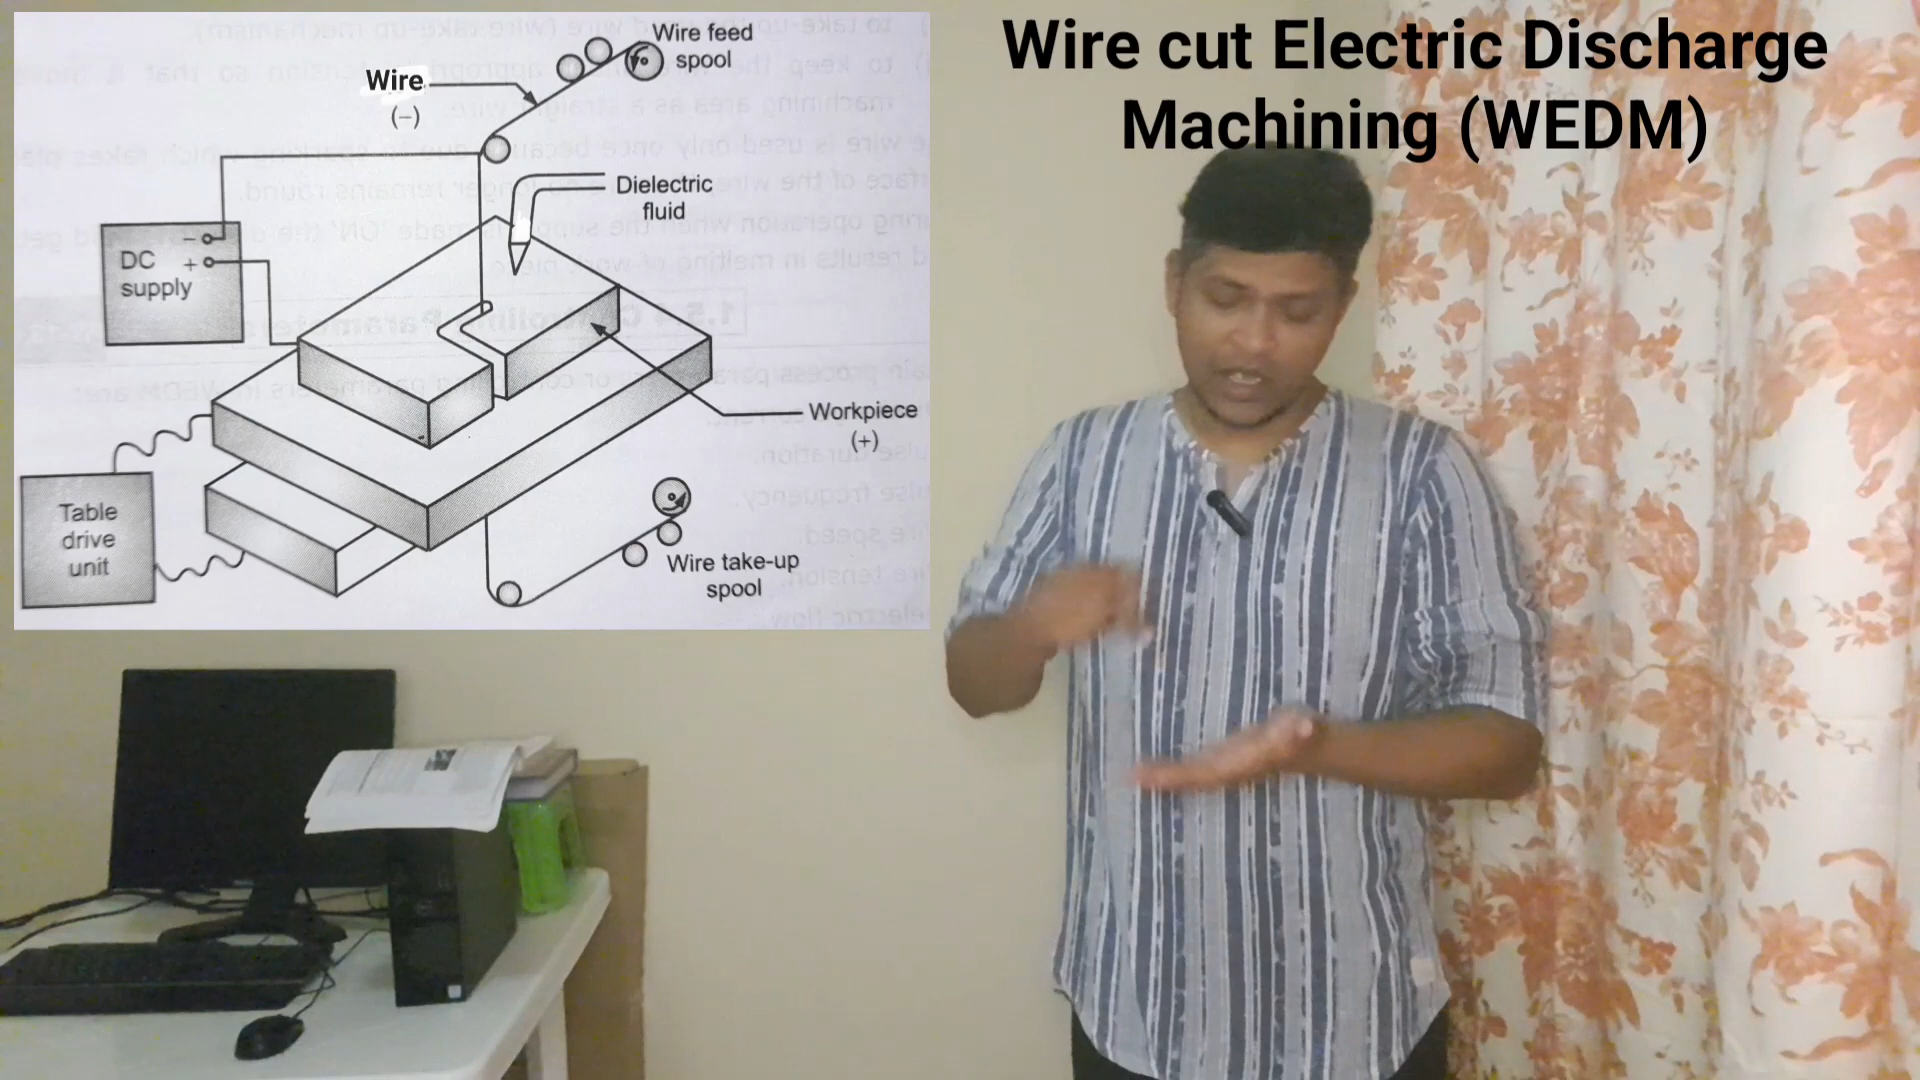 Wire cut Electric Discharge
Machining (WEDM)
Wire feed
spool
Wire
(−)
Dielectric
fluid
DC
supply
−
+
Workpiece
(+)
Table
drive
unit
Wire take-up
spool